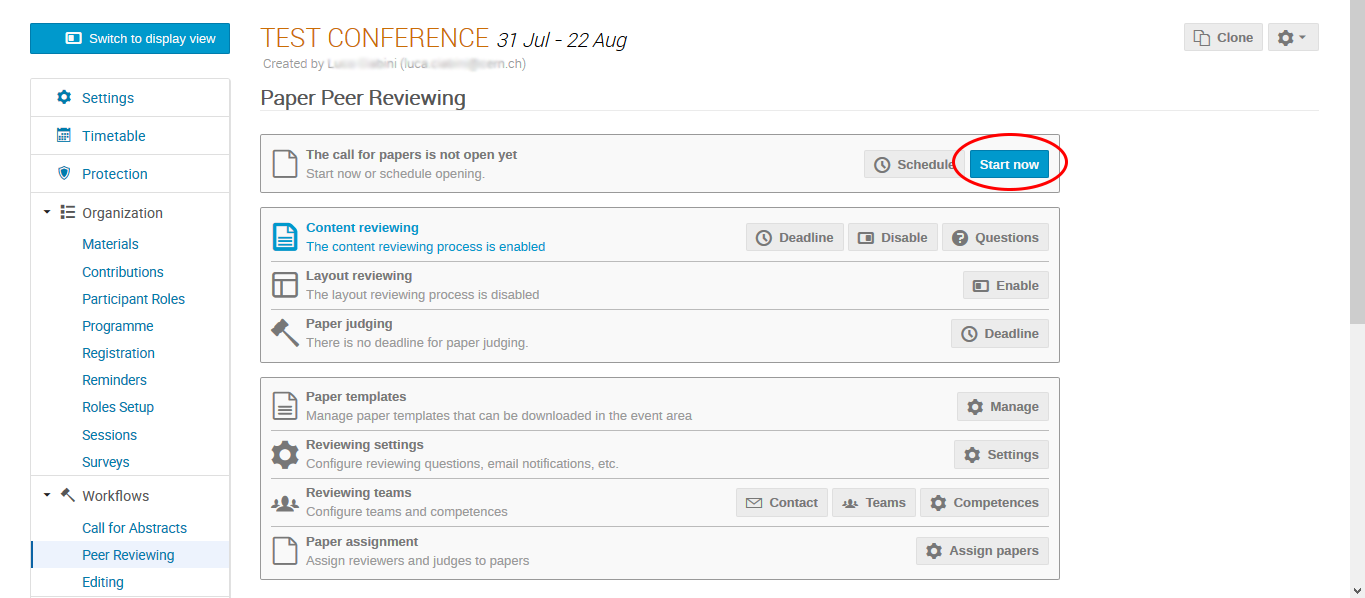 Switch to display view
TEST CONFERENCE 31 Jul - 22 Aug
Clone
Created by
Paper Peer Reviewing
Settings
Timetable
Protection
Organization
Materials
Contributions
Participant Roles
Programme
Registration
Reminders
Roles Setup
Sessions
Surveys
Workflows
Call for Abstracts
Peer Reviewing
Editing
The call for papers is not open yet
Start now or schedule opening.
Schedule
Start now
Content reviewing
The content reviewing process is enabled
Deadline
Disable
Questions
Layout reviewing
The layout reviewing process is disabled
Enable
Paper judging
There is no deadline for paper judging.
Deadline
Paper templates
Manage paper templates that can be downloaded in the event area
Manage
Reviewing settings
Configure reviewing questions, email notifications, etc.
Settings
Reviewing teams
Configure teams and competences
Contact
Teams
Competences
Paper assignment
Assign reviewers and judges to papers
Assign papers